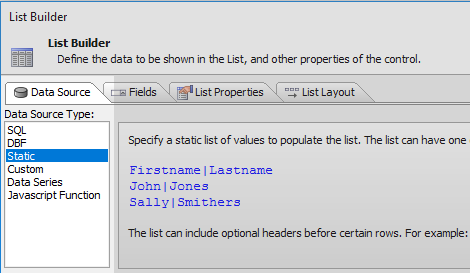 List Builder
List Builder
Define the data to be shown in the List, and other properties of the control.
Data Source Fields List Properties List Layout
Data Source Type:
SQL
DBF
Static
Custom
Data Series
Javascript Function
Specify a static list of values to populate the list. The list can have one
Firstname|Lastname
John|Jones
Sally|Smithers
The list can include optional headers before certain rows. For example: